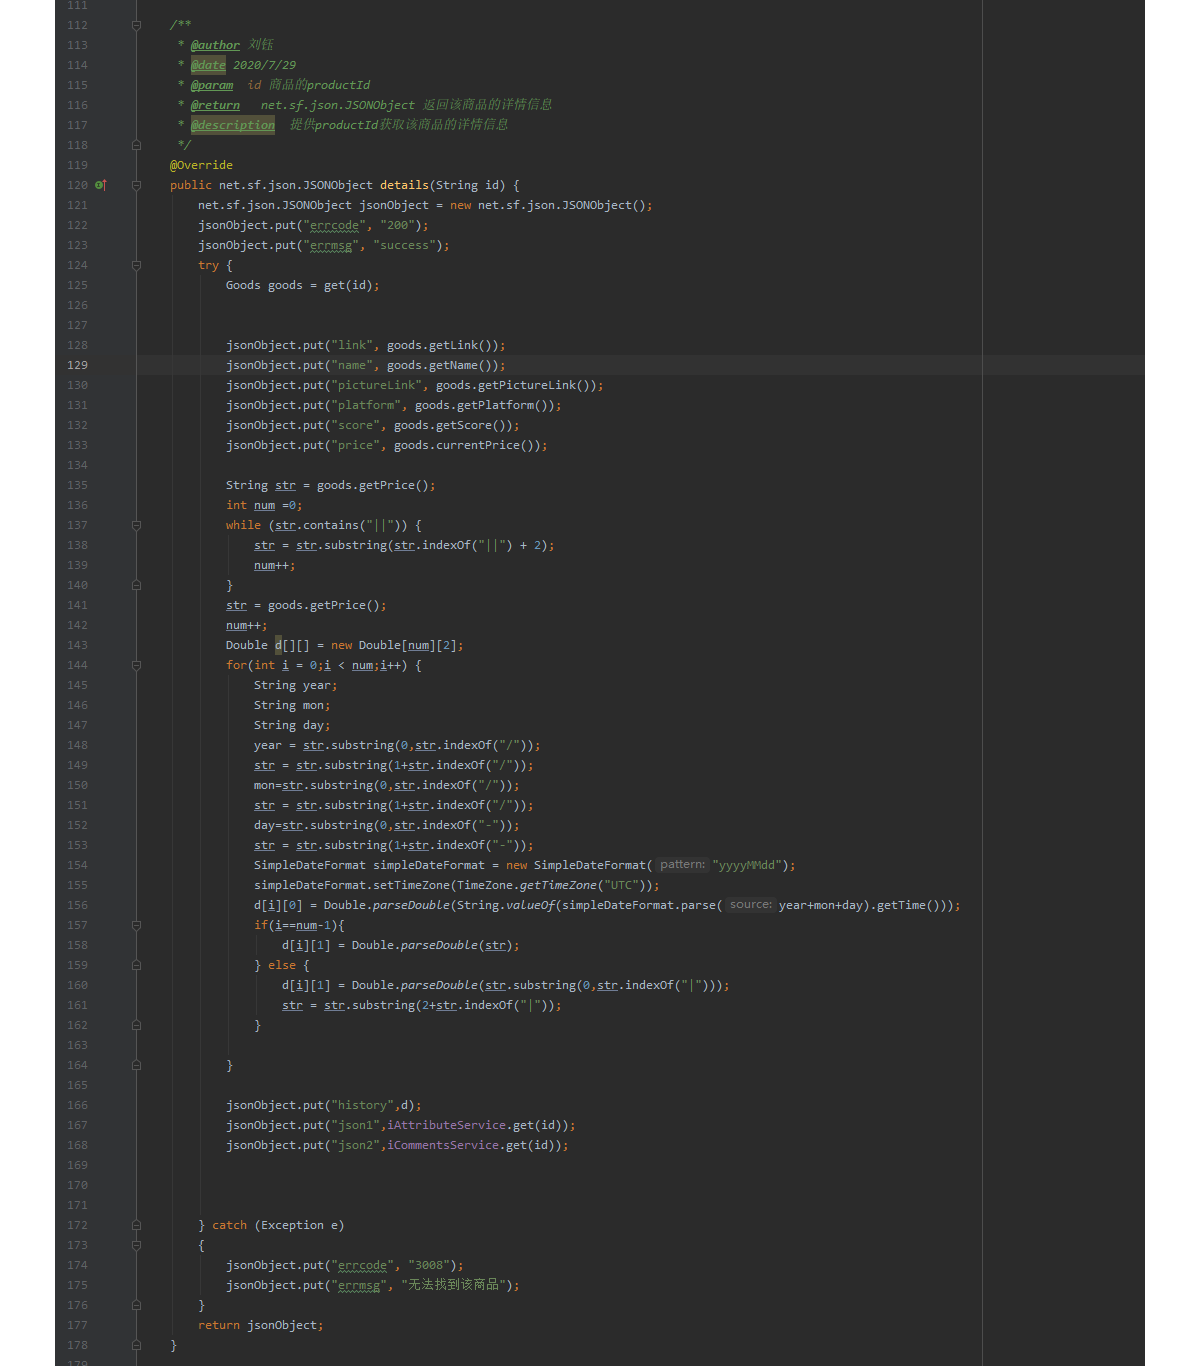 111
112 /**
113 * @author 刘钰
114 * @date 2020/7/29
115 * @param id 商品的productId
116 * @return net.sf.json.JSONObject 返回该商品的详情信息
117 * @description 提供productId获取该商品的详情信息
118 */
119 @Override
120 public net.sf.json.JSONObject details(String id) {
121 net.sf.json.JSONObject jsonObject = new net.sf.json.JSONObject();
122 jsonObject.put("errcode", "200");
123 jsonObject.put("errmsg", "success");
124 try {
125 Goods goods = get(id);
126
127
128 jsonObject.put("link", goods.getLink());
129 jsonObject.put("name", goods.getName());
130 jsonObject.put("pictureLink", goods.getPictureLink());
131 jsonObject.put("platform", goods.getPlatform());
132 jsonObject.put("score", goods.getScore());
133 jsonObject.put("price", goods.currentPrice());
134
135 String str = goods.getPrice();
136 int num =0;
137 while (str.contains("||")) {
138 str = str.substring(str.indexOf("||") + 2);
139 num++;
140 }
141 str = goods.getPrice();
142 num++;
143 Double d[][] = new Double[num][2];
144 for(int i = 0;i < num;i++) {
145 String year;
146 String mon;
147 String day;
148 year = str.substring(0,str.indexOf("/"));
149 str = str.substring(1+str.indexOf("/"));
150 mon=str.substring(0,str.indexOf("/"));
151 str = str.substring(1+str.indexOf("/"));
152 day=str.substring(0,str.indexOf("-"));
153 str = str.substring(1+str.indexOf("-"));
154 SimpleDateFormat simpleDateFormat = new SimpleDateFormat( pattern: "yyyyMMdd");
155 simpleDateFormat.setTimeZone(TimeZone.getTimeZone("UTC"));
156 d[i][0] = Double.parseDouble(String.valueOf(simpleDateFormat.parse( source: year+mon+day).getTime()));
157 if(i==num-1){
158 d[i][1] = Double.parseDouble(str);
159 } else {
160 d[i][1] = Double.parseDouble(str.substring(0,str.indexOf("|")));
161 str = str.substring(2+str.indexOf("|"));
162 }
163
164 }
165
166 jsonObject.put("history",d);
167 jsonObject.put("json1",iAttributeService.get(id));
168 jsonObject.put("json2",iCommentsService.get(id));
169
170
171
172 } catch (Exception e)
173 {
174 jsonObject.put("errcode", "3008");
175 jsonObject.put("errmsg", "无法找到该商品");
176 }
177 return jsonObject;
178 }
179